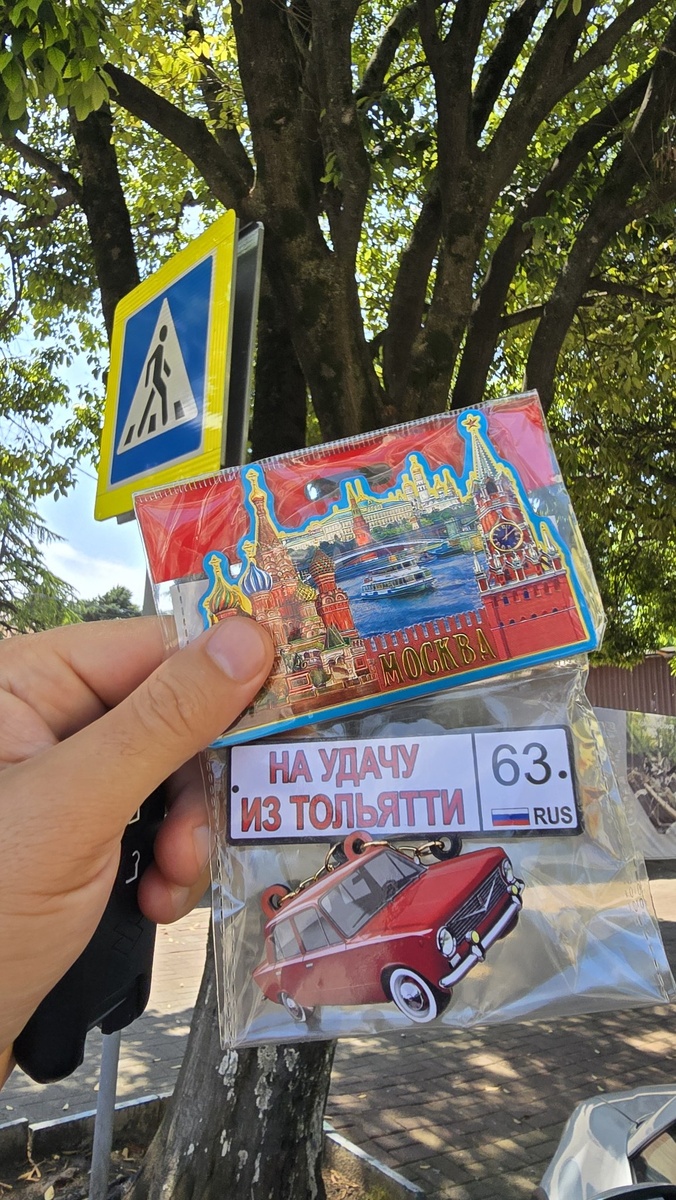 МОСКВА
НА УДАЧУ
63.
ИЗ ТОЛЬЯТТИ
RUS